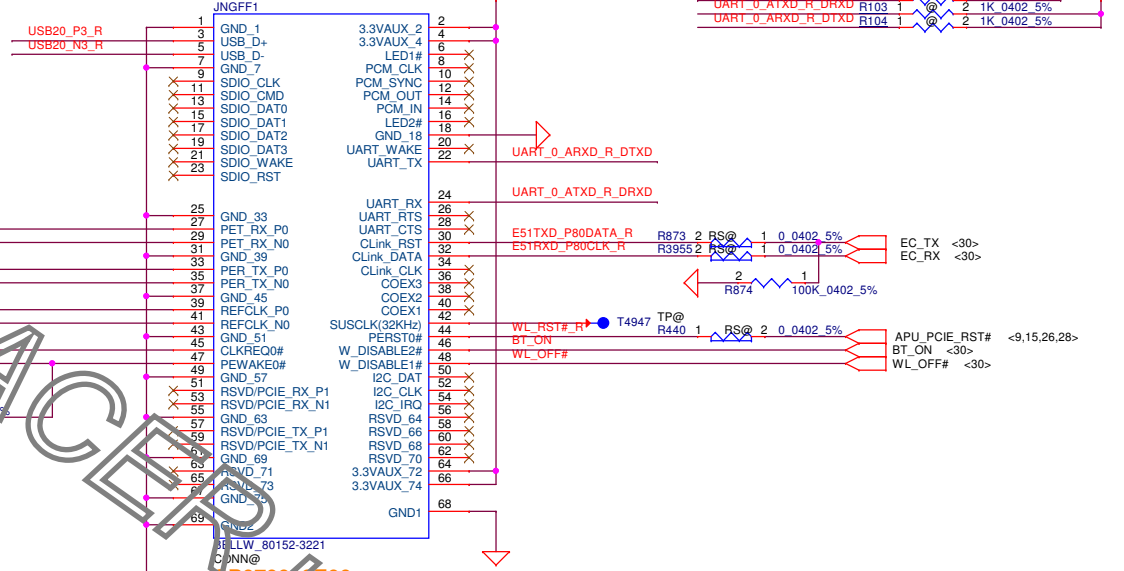 JNGFF1
UART_0_ATXD_R_DRXD R103 1 @ 2 1K_0402_5%
UART_0_ARXD_R_DTXD R104 1 @ 2 1K_0402_5%
1 GND_1 3.3VAUX_2 2
USB20_P3_R 3 USB_D+ 3.3VAUX_4 4
USB20_N3_R 5 USB_D- LED1# 6
7 GND_7 PCM_CLK 8
9 SDIO_CLK PCM_SYNC 10
11 SDIO_CMD PCM_OUT 12
13 SDIO_DAT0 PCM_IN 14
15 SDIO_DAT1 LED2# 16
17 SDIO_DAT2 GND_18 18
19 SDIO_DAT3 UART_WAKE 20
21 SDIO_WAKE UART_TX 22 UART_0_ARXD_R_DTXD
23 SDIO_RST
UART_RX 24 UART_0_ATXD_R_DRXD
25 GND_33 UART_RTS 26
27 PET_RX_P0 UART_CTS 28
29 PET_RX_N0 CLink_RST 30 E51TXD_P80DATA_R R873 2 RS@ 1 0_0402_5% EC_TX <30>
31 GND_39 CLink_DATA 32 E51RXD_P80CLK_R R3955 2 RS@ 1 0_0402_5% EC_RX <30>
33 PER_TX_P0 CLink_CLK 34
35 PER_TX_N0 COEX3 36 R874 2 1 100K_0402_5%
37 GND_45 COEX2 38
39 REFCLK_P0 COEX1 40
41 REFCLK_N0 SUSCLK(32KHz) 42 T4947 TP@
43 GND_51 PERST0# 44 WL_RST#_R R440 1 RS@ 2 0_0402_5% APU_PCIE_RST# <9,15,26,28>
45 CLKREQ0# W_DISABLE2# 46 BT_ON BT_ON <30>
47 PEWAKE0# W_DISABLE1# 48 WL_OFF# WL_OFF# <30>
49 GND_57 I2C_DAT 50
51 RSVD/PCIE_RX_P1 I2C_CLK 52
53 RSVD/PCIE_RX_N1 I2C_IRQ 54
55 GND_63 RSVD_64 56
57 RSVD/PCIE_TX_P1 RSVD_66 58
59 RSVD/PCIE_TX_N1 RSVD_68 60
GND_69 RSVD_70 62
63 RSVD_71 3.3VAUX_72 64
65 RSVD_73 3.3VAUX_74 66
67 GND_75
GND1 68
69 GND2
BELLW_80152-3221
CONN@
ACER